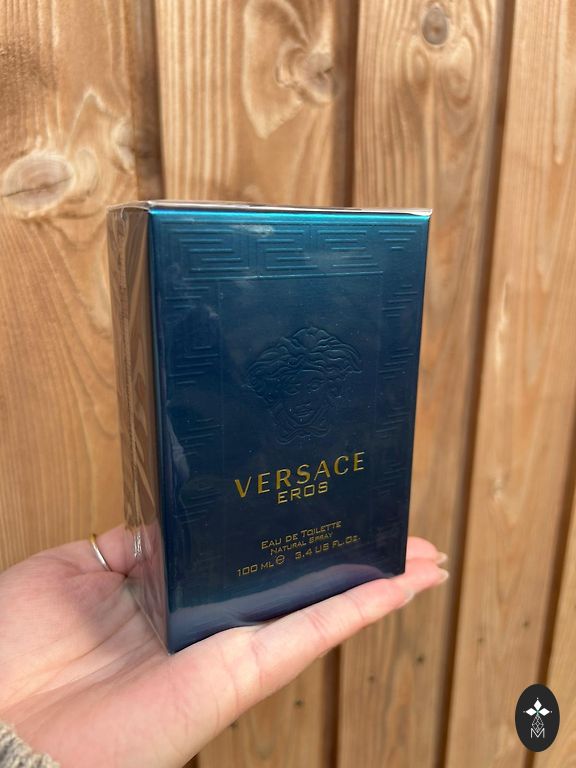 VERSACE
EROS
EAU DE TOILETTE
NATURAL SPRAY
100 ML ℮ 3.4 US FL.OZ.
M